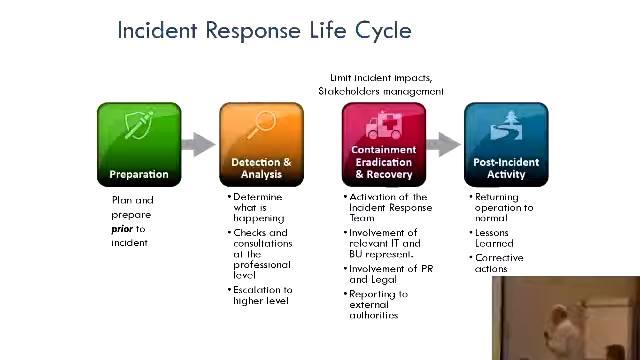 Incident Response Life Cycle
Limit incident impacts,
Stakeholders management
Preparation
Plan and
prepare
prior to
incident
Detection &
Analysis
• Determine
what is
happening
• Checks and
consultations
at the
professional
level
• Escalation to
higher level
Containment
Eradication
& Recovery
• Activation of the
Incident Response
Team
• Involvement of
relevant IT and
BU represent.
• Involvement of PR
and Legal
• Reporting to
external
authorities
Post-Incident
Activity
• Returning
operation to
normal
• Lessons
Learned
• Corrective
actions